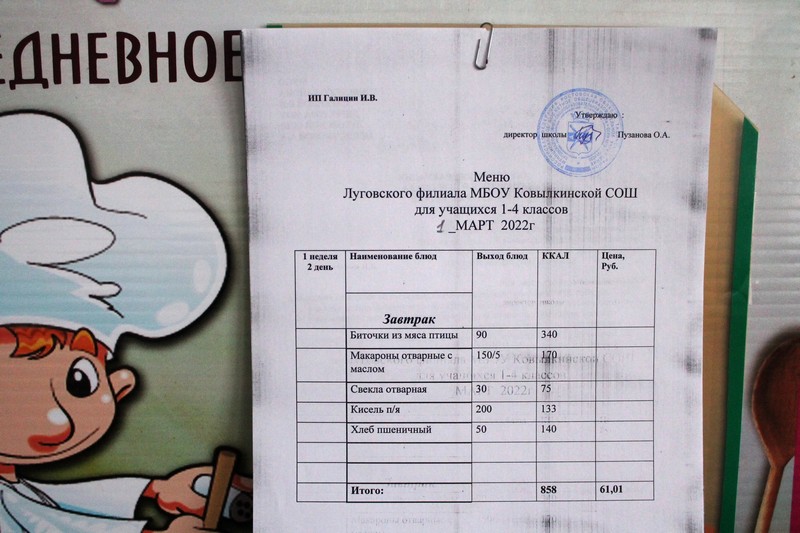 ЕДНЕВНОЕ
ИП Галицин И.В.
Утверждаю :
директор школы Пузанова О.А.
Меню
Луговского филиала МБОУ Ковылкинской СОШ
для учащихся 1-4 классов
1_МАРТ 2022г
1 неделя 2 день Наименование блюд Выход блюд ККАЛ Цена, Руб.
Завтрак
Биточки из мяса птицы 90 340
Макароны отварные с маслом 150/5 170
Свекла отварная 30 75
Кисель п/я 200 133
Хлеб пшеничный 50 140
Итого: 858 61,01